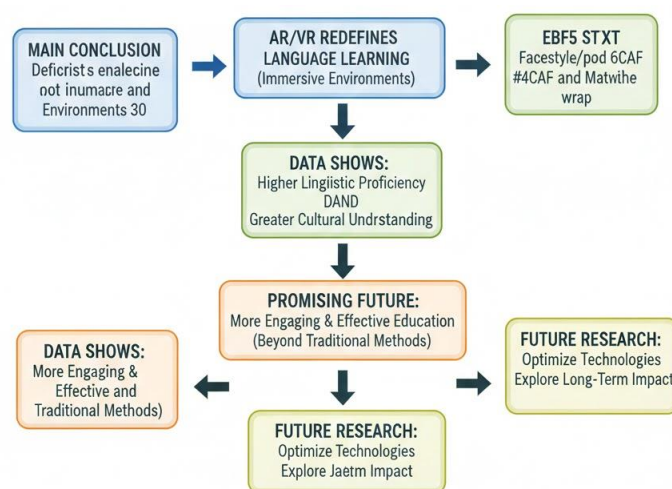 MAIN CONCLUSION
Deficrist s enalecine
not inumacre and
Environments 30
AR/VR REDEFINES
LANGUAGE LEARNING
(Immersive Environments)
EBF5 STXT
Facestyle/pod 6CAF
#4CAF and Matwihe
wrap
DATA SHOWS:
Higher Lingiistic Proficiency
DAND
Greater Cultural Undrstanding
PROMISING FUTURE:
More Engaging & Effective Education
(Beyond Traditional Methods)
DATA SHOWS:
More Engaging &
Effective and
Traditional Methods)
FUTURE RESEARCH:
Optimize Technologies
Explore Long-Term Impact
FUTURE RESEARCH:
Optimize Technologies
Explore Jaetm Impact